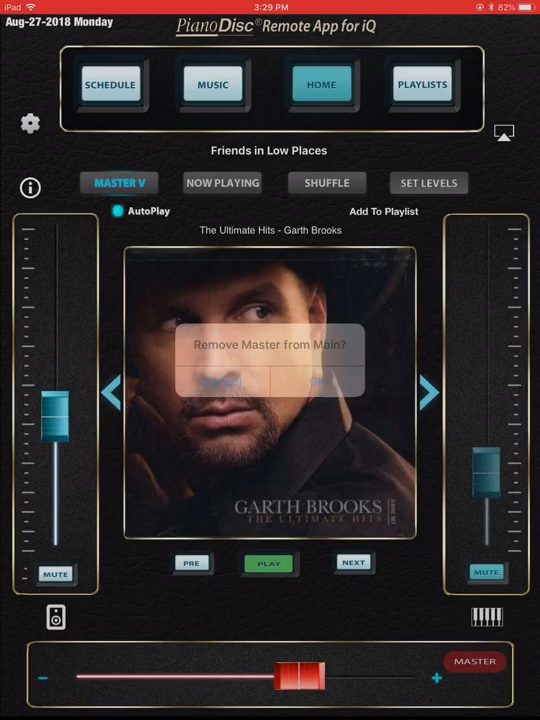 iPad 3:29 PM 82%
Aug-27-2018 Monday
PianoDisc® Remote App for iQ
SCHEDULE MUSIC HOME PLAYLISTS
Friends in Low Places
MASTER V NOW PLAYING SHUFFLE SET LEVELS
AutoPlay Add To Playlist
The Ultimate Hits - Garth Brooks
Remove Master from Main?
Cancel OK
GARTH BROOKS
THE ULTIMATE HITS
PRE PLAY NEXT
MUTE MUTE
MASTER
- +